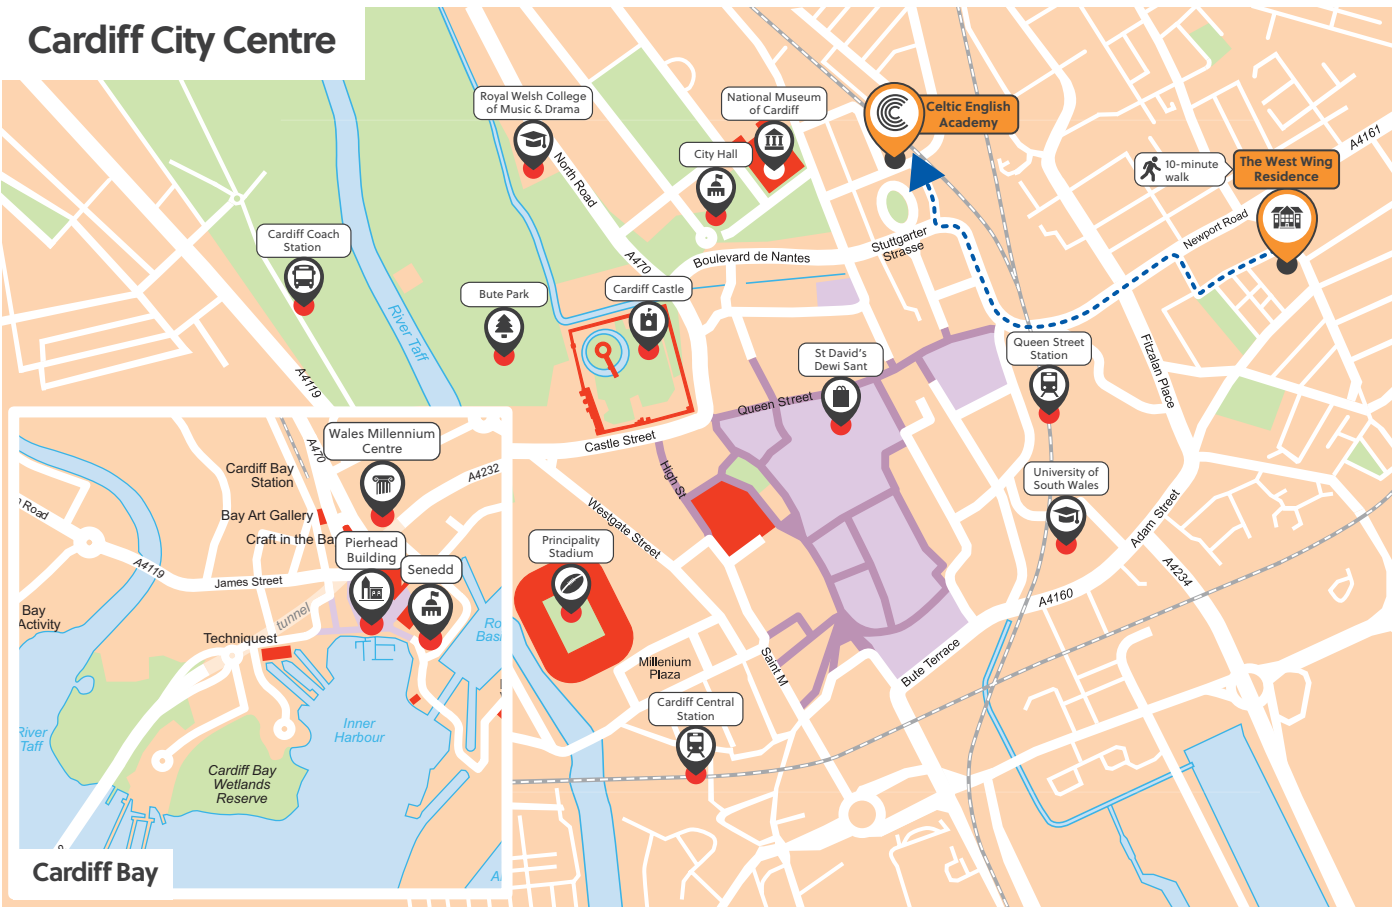 Cardiff City Centre
Royal Welsh College
of Music & Drama
National Museum
of Cardiff
City Hall
Celtic English
Academy
10-minute
walk
The West Wing
Residence
A4161
North Road
Newport Road
Cardiff Coach
Station
Stuttgarter
Strasse
A470
Boulevard de Nantes
Bute Park
Cardiff Castle
River Taff
Queen Street
Station
Fitzalan Place
St David's
Dewi Sant
A4119
Queen Street
Castle Street
High St
Westgate Street
University of
South Wales
Adam Street
Principality
Stadium
A4234
A4160
Millenium
Plaza
Saint M
Bute Terrace
Cardiff Central
Station
Wales Millennium
Centre
A470
A4232
Cardiff Bay
Station
Bay Art Gallery
Craft in the Ba
Pierhead
Building
Senedd
Road
A4119
James Street
tunnel
Bay
Activity
Techniquest
Ro
Bas
River
Taff
Inner
Harbour
Cardiff Bay
Wetlands
Reserve
Cardiff Bay
A